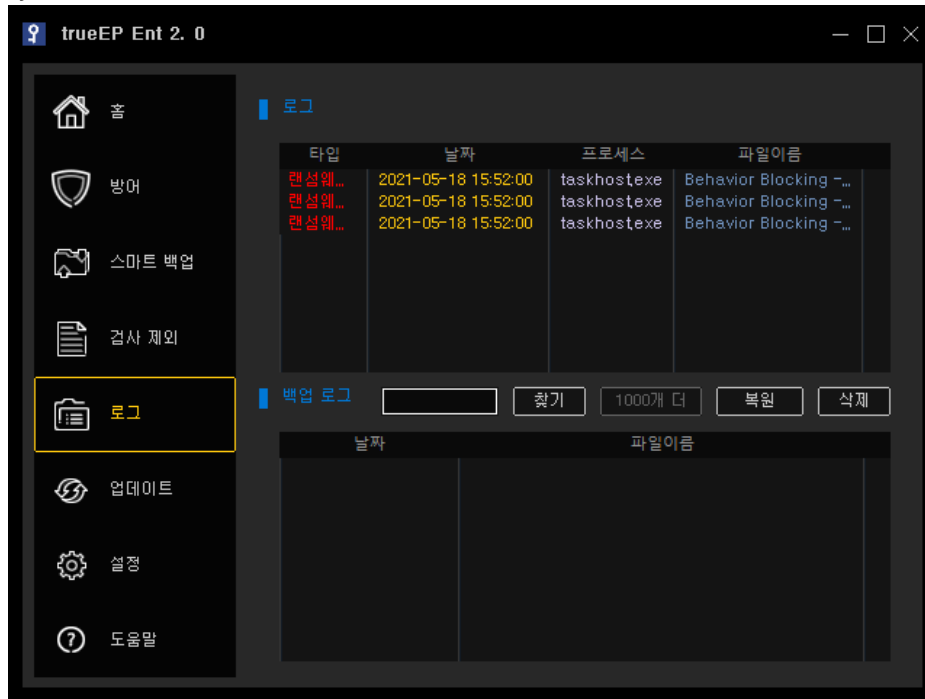 trueEP Ent 2. 0
홈
방어
스마트 백업
검사 제외
로그
업데이트
설정
도움말
로그
타입 날짜 프로세스 파일이름
랜섬웨... 2021-05-18 15:52:00 taskhost.exe Behavior Blocking -...
랜섬웨... 2021-05-18 15:52:00 taskhost.exe Behavior Blocking -...
랜섬웨... 2021-05-18 15:52:00 taskhost.exe Behavior Blocking -...
백업 로그 찾기 1000개 더 복원 삭제
날짜 파일이름